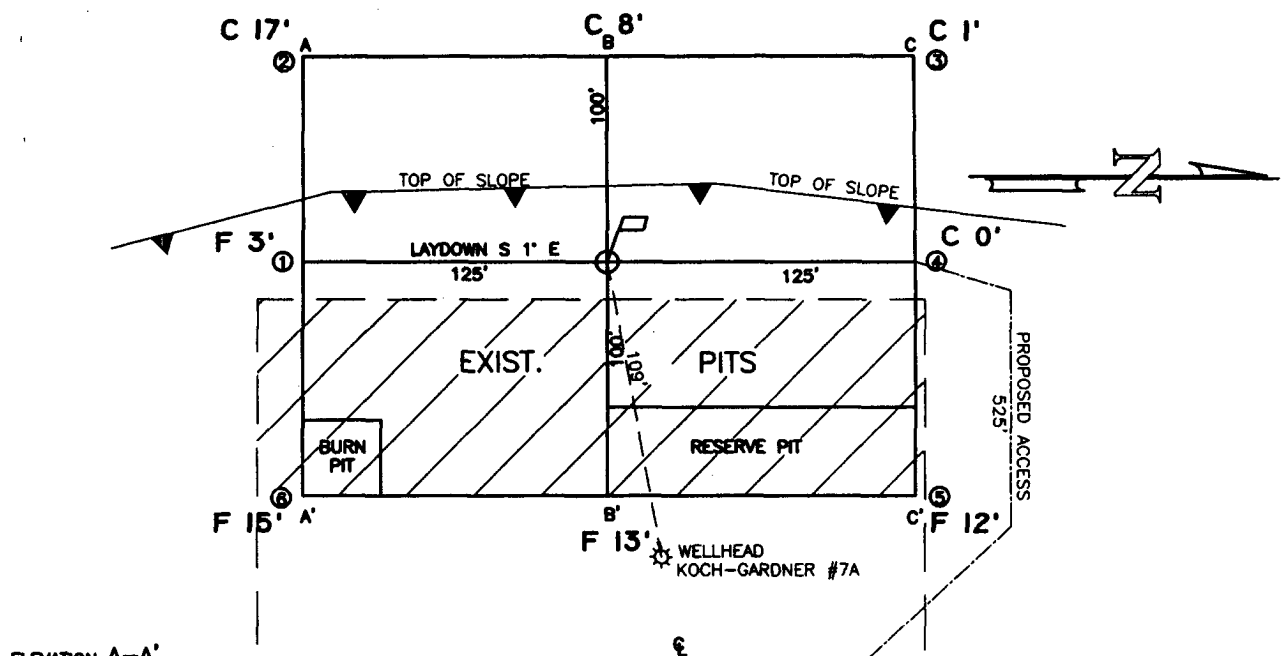 C 17' A C 8' B C C 1'
② ③
100'
N
TOP OF SLOPE TOP OF SLOPE
F 3' C 0'
① LAYDOWN S 1° E ④
125' 125'
EXIST. PITS
100'
109'
PROPOSED ACCESS
525'
BURN
PIT
RESERVE PIT
⑥ ⑤
A' B' C'
F 15' F 13' F 12'
WELLHEAD
KOCH-GARDNER #7A
ELEVATION A-A'
℄